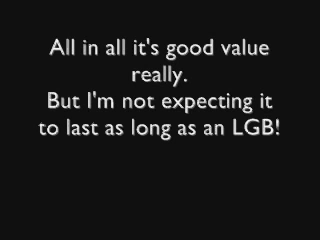 All in all it's good value
really.
But I'm not expecting it
to last as long as an LGB!